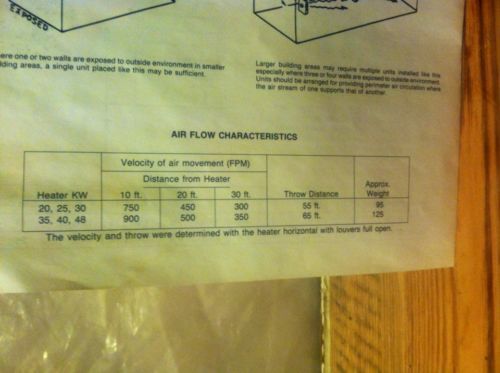 EXPOSED
ere one or two walls are exposed to outside environment in smaller
lding areas, a single unit placed like this may be sufficient.
Larger building areas may require multiple units installed like this
especially where three or four walls are exposed to outside environment.
Units should be arranged for providing perimeter air circulation where
the air stream of one supports that of another.
AIR FLOW CHARACTERISTICS
Velocity of air movement (FPM)
Distance from Heater
Heater KW 10 ft. 20 ft. 30 ft. Throw Distance Approx. Weight
20, 25, 30 750 450 300 55 ft. 95
35, 40, 48 900 500 350 65 ft. 125
The velocity and throw were determined with the heater horizontal with louvers full open.